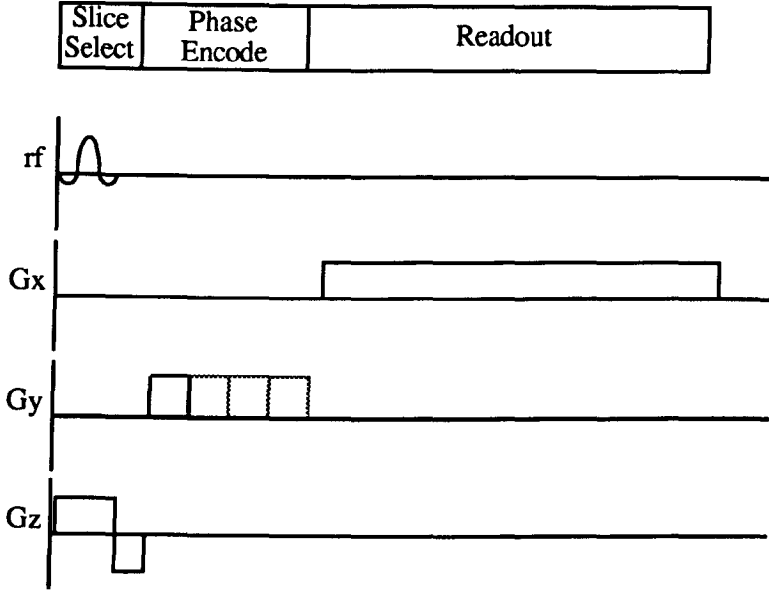 Slice
Select
Phase
Encode
Readout
rf
Gx
Gy
Gz